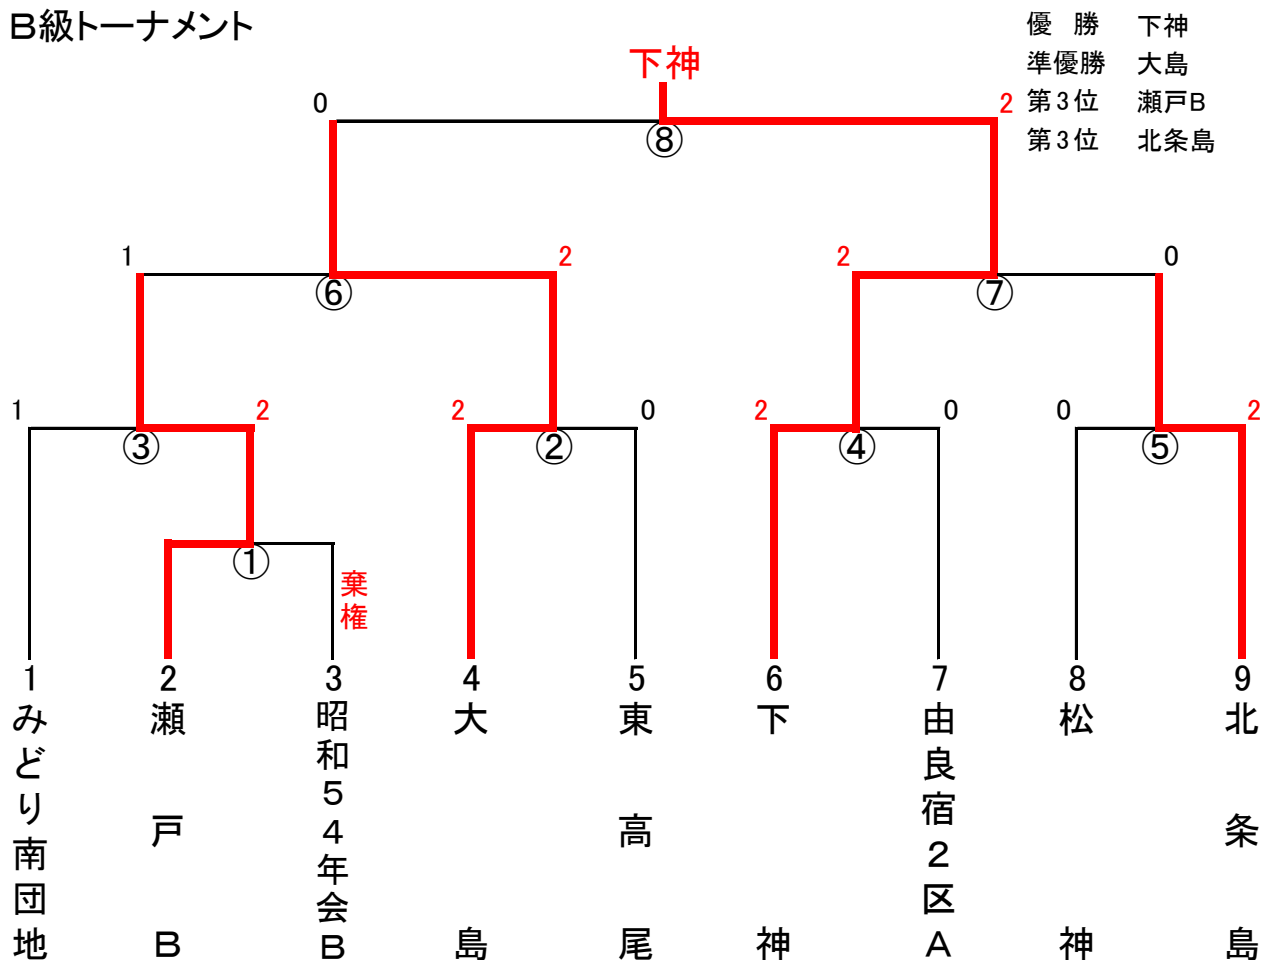 B級トーナメント
優勝 下神
準優勝 大島
第3位 瀬戸B
第3位 北条島
下神
0 2
⑧
1 2 2 0
⑥ ⑦
1 2 2 0 2 0 0 2
③ ② ④ ⑤
①
棄権
1 2 3 4 5 6 7 8 9
みどり南団地
瀬戸B
昭和54年会B
大島
東高尾
下神
由良宿2区A
松神
北条島